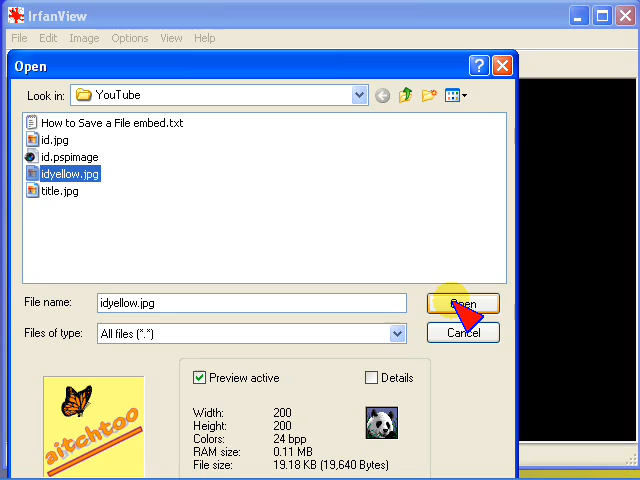 IrfanView
File Edit Image Options View Help
Open
Look in: YouTube
How to Save a File embed.txt
id.jpg
id.pspimage
idyellow.jpg
title.jpg
File name: idyellow.jpg Open
Files of type: All files (*.*) Cancel
Preview active Details
Width: 200
Height: 200
Colors: 24 bpp
RAM size: 0.11 MB
File size: 19.18 KB (19,640 Bytes)
aitchtoo